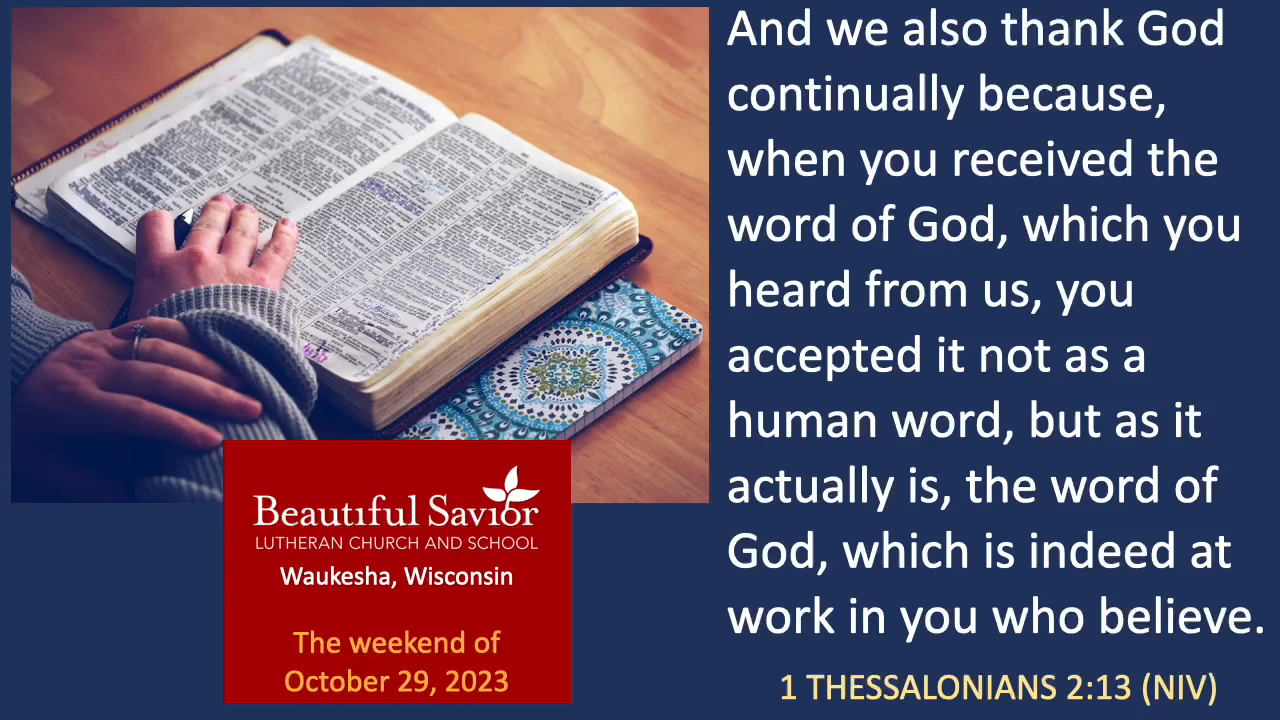 And we also thank God
continually because,
when you received the
word of God, which you
heard from us, you
accepted it not as a
human word, but as it
actually is, the word of
God, which is indeed at
work in you who believe.
1 THESSALONIANS 2:13 (NIV)
Beautiful Savior
LUTHERAN CHURCH AND SCHOOL
Waukesha, Wisconsin
The weekend of
October 29, 2023